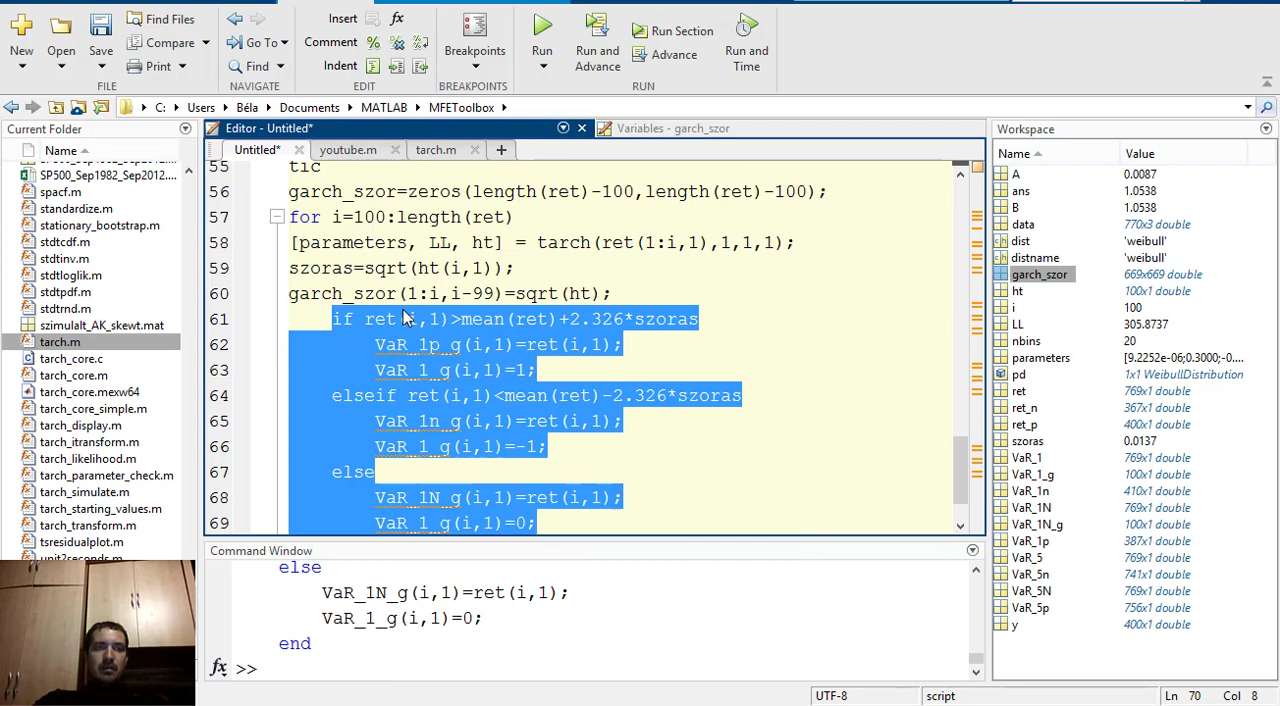 New
Open
Save
Find Files
Compare
Print
FILE
Go To
Find
NAVIGATE
Insert fx
Comment %
Indent
EDIT
Breakpoints
BREAKPOINTS
Run
Run and
Advance
Run Section
Advance
Run and
Time
RUN
C: Users Béla Documents MATLAB MFEToolbox
Current Folder
Name
SP500_Sep1982_Sep2012.
spacf.m
standardize.m
stationary_bootstrap.m
stdtcdf.m
stdtinv.m
stdtloglik.m
stdtpdf.m
stdtrnd.m
szimulalt_AK_skewt.mat
tarch.m
tarch_core.c
tarch_core.m
tarch_core.mexw64
tarch_core_simple.m
tarch_display.m
tarch_itransform.m
tarch_likelihood.m
tarch_parameter_check.m
tarch_simulate.m
tarch_starting_values.m
tarch_transform.m
tsresidualplot.m
unit2seconds.m
Editor - Untitled*
Variables - garch_szor
Untitled* youtube.m tarch.m
55 tic
56 garch_szor=zeros(length(ret)-100,length(ret)-100);
57 for i=100:length(ret)
58 [parameters, LL, ht] = tarch(ret(1:i,1),1,1,1);
59 szoras=sqrt(ht(i,1));
60 garch_szor(1:i,i-99)=sqrt(ht);
61 if ret(i,1)>mean(ret)+2.326*szoras
62 VaR_1p_g(i,1)=ret(i,1);
63 VaR_1_g(i,1)=1;
64 elseif ret(i,1)<mean(ret)-2.326*szoras
65 VaR_1n_g(i,1)=ret(i,1);
66 VaR_1_g(i,1)=-1;
67 else
68 VaR_1N_g(i,1)=ret(i,1);
69 VaR_1_g(i,1)=0;
Command Window
else
VaR_1N_g(i,1)=ret(i,1);
VaR_1_g(i,1)=0;
end
fx >>
Workspace
Name Value
A 0.0087
ans 1.0538
B 1.0538
data 770x3 double
dist 'weibull'
distname 'weibull'
garch_szor 669x669 double
ht 100x1 double
i 100
LL 305.8737
nbins 20
parameters [9.2252e-06;0.3000;-0.
pd 1x1 WeibullDistribution
ret 769x1 double
ret_n 367x1 double
ret_p 400x1 double
szoras 0.0137
VaR_1 769x1 double
VaR_1_g 100x1 double
VaR_1n 410x1 double
VaR_1N 769x1 double
VaR_1N_g 100x1 double
VaR_1p 387x1 double
VaR_5 769x1 double
VaR_5n 741x1 double
VaR_5N 769x1 double
VaR_5p 756x1 double
y 400x1 double
UTF-8 script Ln 70 Col 8